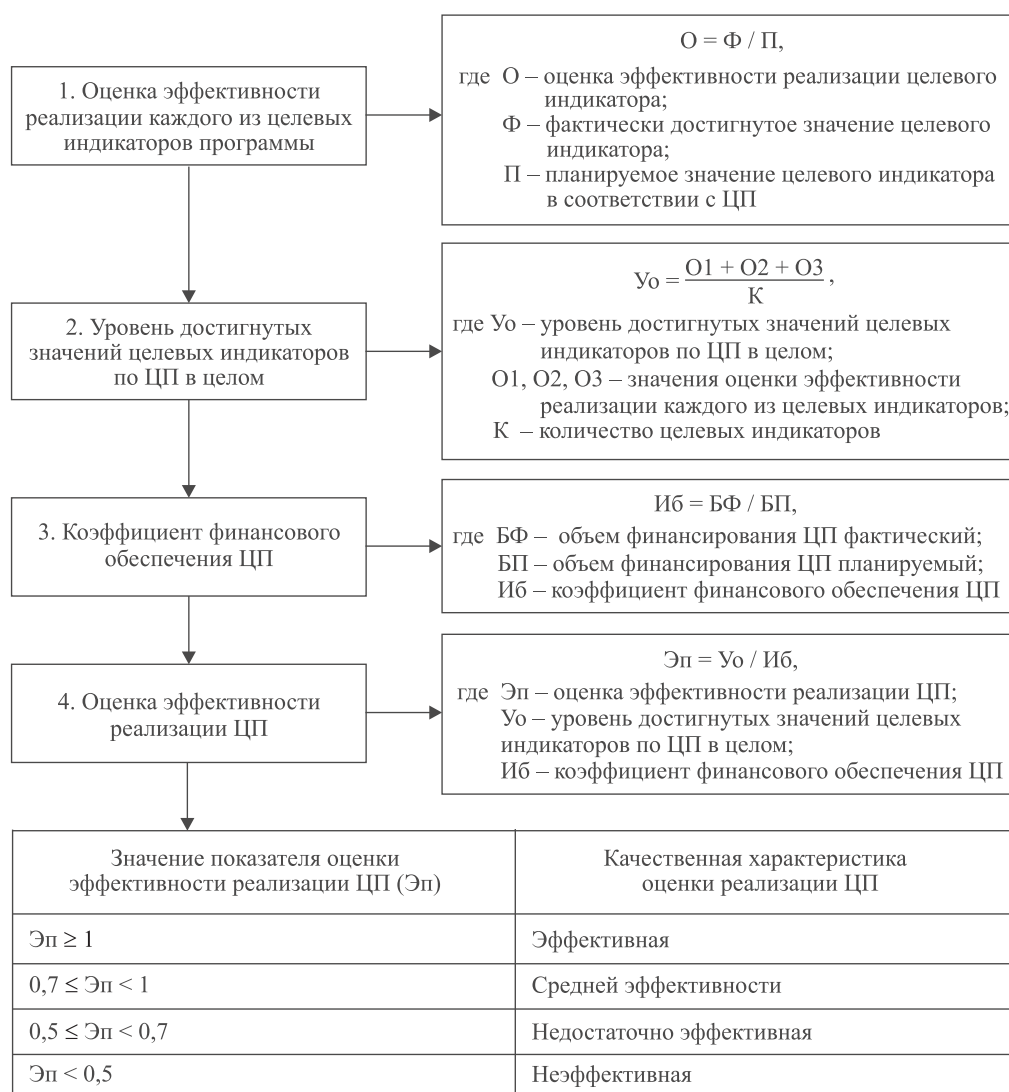 1. Оценка эффективности
реализации каждого из целевых
индикаторов программы
О = Ф / П,
где О – оценка эффективности реализации целевого
индикатора;
Ф – фактически достигнутое значение целевого
индикатора;
П – планируемое значение целевого индикатора
в соответствии с ЦП
2. Уровень достигнутых
значений целевых индикаторов
по ЦП в целом
Уо = О1 + О2 + О3 / К,
где Уо – уровень достигнутых значений целевых
индикаторов по ЦП в целом;
О1, О2, О3 – значения оценки эффективности
реализации каждого из целевых индикаторов;
К – количество целевых индикаторов
3. Коэффициент финансового
обеспечения ЦП
Иб = БФ / БП,
где БФ – объем финансирования ЦП фактический;
БП – объем финансирования ЦП планируемый;
Иб – коэффициент финансового обеспечения ЦП
4. Оценка эффективности
реализации ЦП
Эп = Уо / Иб,
где Эп – оценка эффективности реализации ЦП;
Уо – уровень достигнутых значений целевых
индикаторов по ЦП в целом;
Иб – коэффициент финансового обеспечения ЦП
Значение показателя оценки
эффективности реализации ЦП (Эп)
Качественная характеристика
оценки реализации ЦП
Эп ≥ 1
Эффективная
0,7 ≤ Эп < 1
Средней эффективности
0,5 ≤ Эп < 0,7
Недостаточно эффективная
Эп < 0,5
Неэффективная